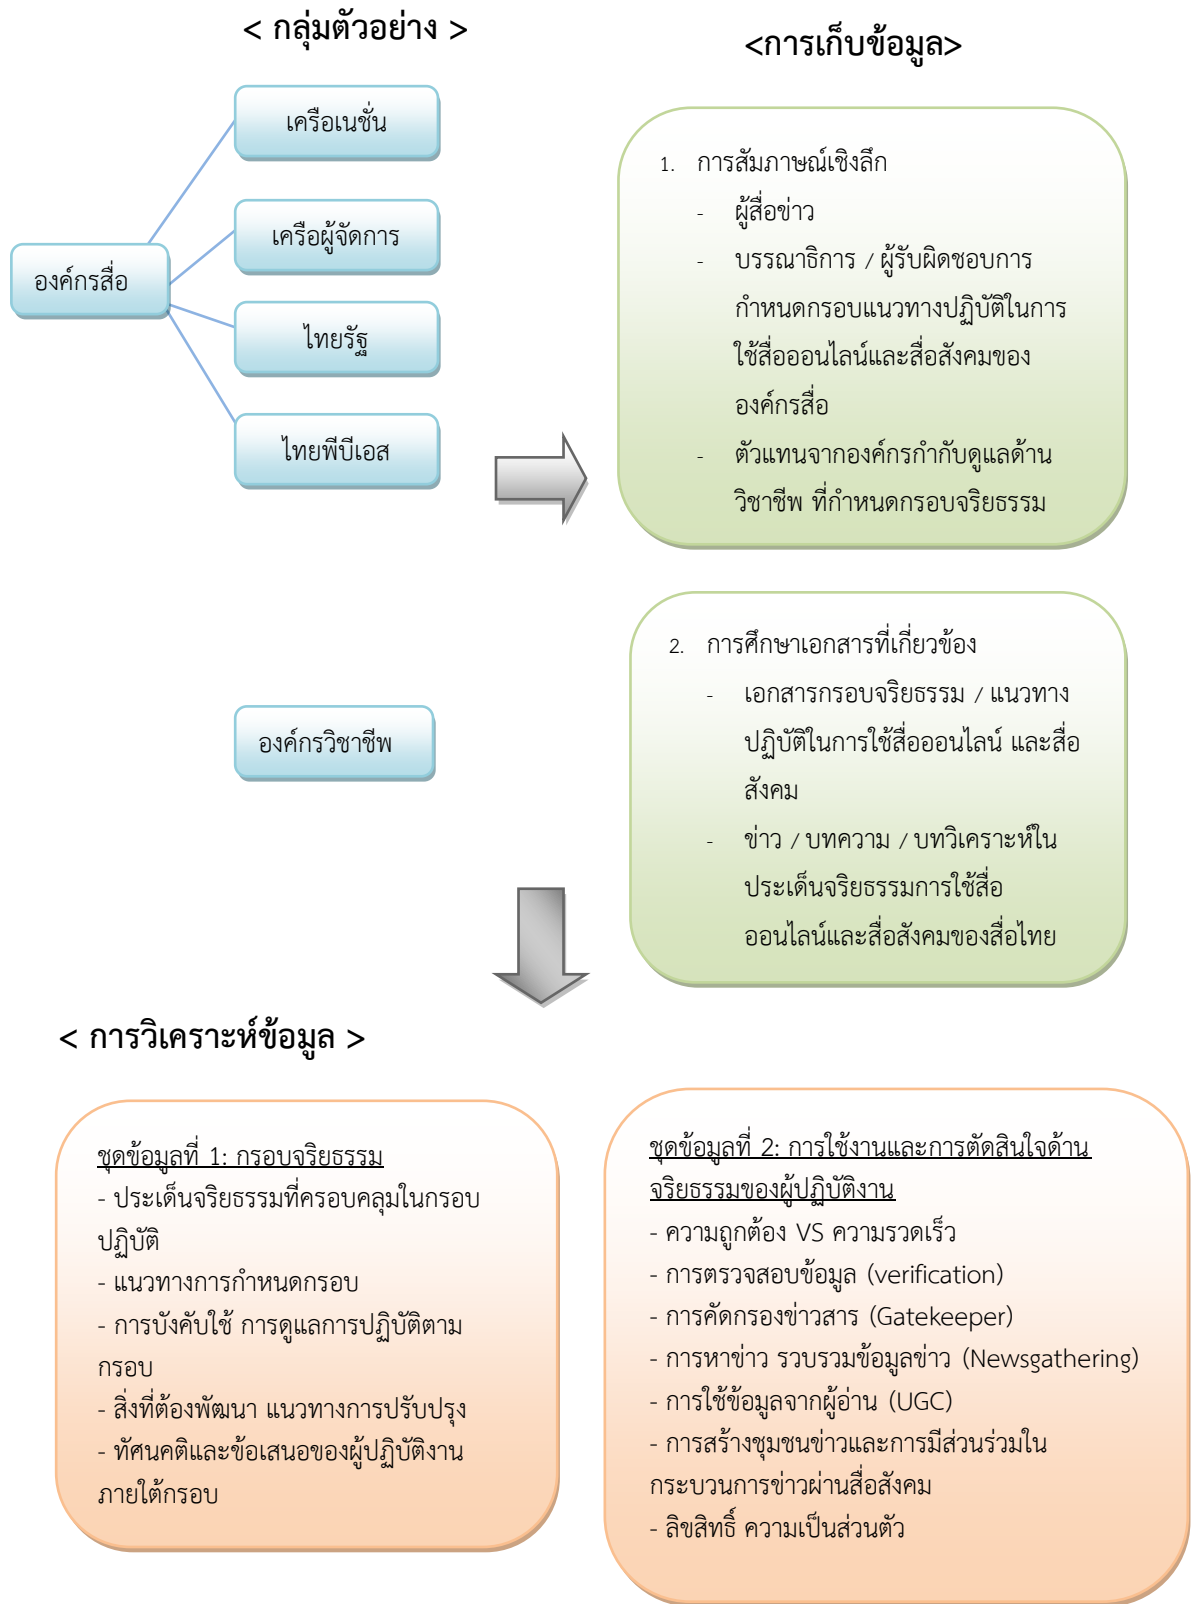 < กลุ่มตัวอย่าง >
<การเก็บข้อมูล>
เครือเนชั่น
เครือผู้จัดการ
องค์กรสื่อ
ไทยรัฐ
ไทยพีบีเอส
1. การสัมภาษณ์เชิงลึก
- ผู้สื่อข่าว
- บรรณาธิการ / ผู้รับผิดชอบการ
กำหนดกรอบแนวทางปฏิบัติในการ
ใช้สื่อออนไลน์และสื่อสังคมของ
องค์กรสื่อ
- ตัวแทนจากองค์กรกำกับดูแลด้าน
วิชาชีพ ที่กำหนดกรอบจริยธรรม
องค์กรวิชาชีพ
2. การศึกษาเอกสารที่เกี่ยวข้อง
- เอกสารกรอบจริยธรรม / แนวทาง
ปฏิบัติในการใช้สื่อออนไลน์ และสื่อ
สังคม
- ข่าว / บทความ / บทวิเคราะห์ใน
ประเด็นจริยธรรมการใช้สื่อ
ออนไลน์และสื่อสังคมของสื่อไทย
< การวิเคราะห์ข้อมูล >
ชุดข้อมูลที่ 1: กรอบจริยธรรม
- ประเด็นจริยธรรมที่ครอบคลุมในกรอบ
ปฏิบัติ
- แนวทางการกำหนดกรอบ
- การบังคับใช้ การดูแลการปฏิบัติตาม
กรอบ
- สิ่งที่ต้องพัฒนา แนวทางการปรับปรุง
- ทัศนคติและข้อเสนอของผู้ปฏิบัติงาน
ภายใต้กรอบ
ชุดข้อมูลที่ 2: การใช้งานและการตัดสินใจด้าน
จริยธรรมของผู้ปฏิบัติงาน
- ความถูกต้อง VS ความรวดเร็ว
- การตรวจสอบข้อมูล (verification)
- การคัดกรองข่าวสาร (Gatekeeper)
- การหาข่าว รวบรวมข้อมูลข่าว (Newsgathering)
- การใช้ข้อมูลจากผู้อ่าน (UGC)
- การสร้างชุมชนข่าวและการมีส่วนร่วมใน
กระบวนการข่าวผ่านสื่อสังคม
- ลิขสิทธิ์ ความเป็นส่วนตัว